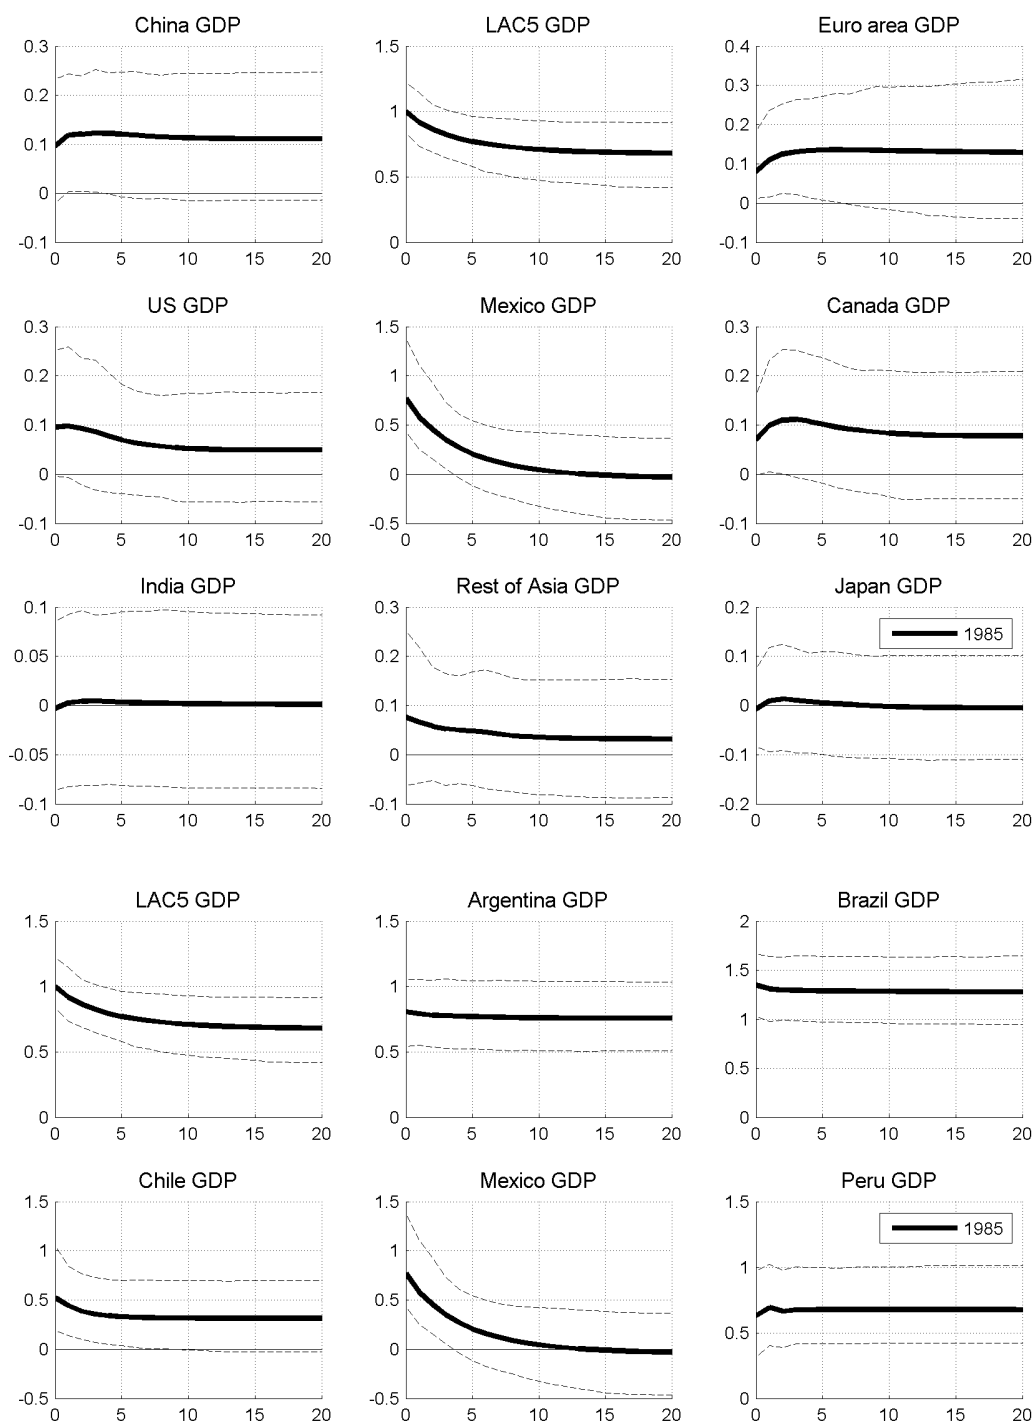 China GDP
0.3
0.2
0.1
0
-0.1
0 5 10 15 20
LAC5 GDP
1.5
1
0.5
0
0 5 10 15 20
Euro area GDP
0.4
0.3
0.2
0.1
0
-0.1
0 5 10 15 20
US GDP
0.3
0.2
0.1
0
-0.1
0 5 10 15 20
Mexico GDP
1.5
1
0.5
0
-0.5
0 5 10 15 20
Canada GDP
0.3
0.2
0.1
0
-0.1
0 5 10 15 20
India GDP
0.1
0.05
0
-0.05
-0.1
0 5 10 15 20
Rest of Asia GDP
0.3
0.2
0.1
0
-0.1
0 5 10 15 20
Japan GDP
1985
0.2
0.1
0
-0.1
-0.2
0 5 10 15 20
LAC5 GDP
1.5
1
0.5
0
0 5 10 15 20
Argentina GDP
1.5
1
0.5
0
0 5 10 15 20
Brazil GDP
2
1.5
1
0.5
0
0 5 10 15 20
Chile GDP
1.5
1
0.5
0
-0.5
0 5 10 15 20
Mexico GDP
1.5
1
0.5
0
-0.5
0 5 10 15 20
Peru GDP
1985
1.5
1
0.5
0
0 5 10 15 20